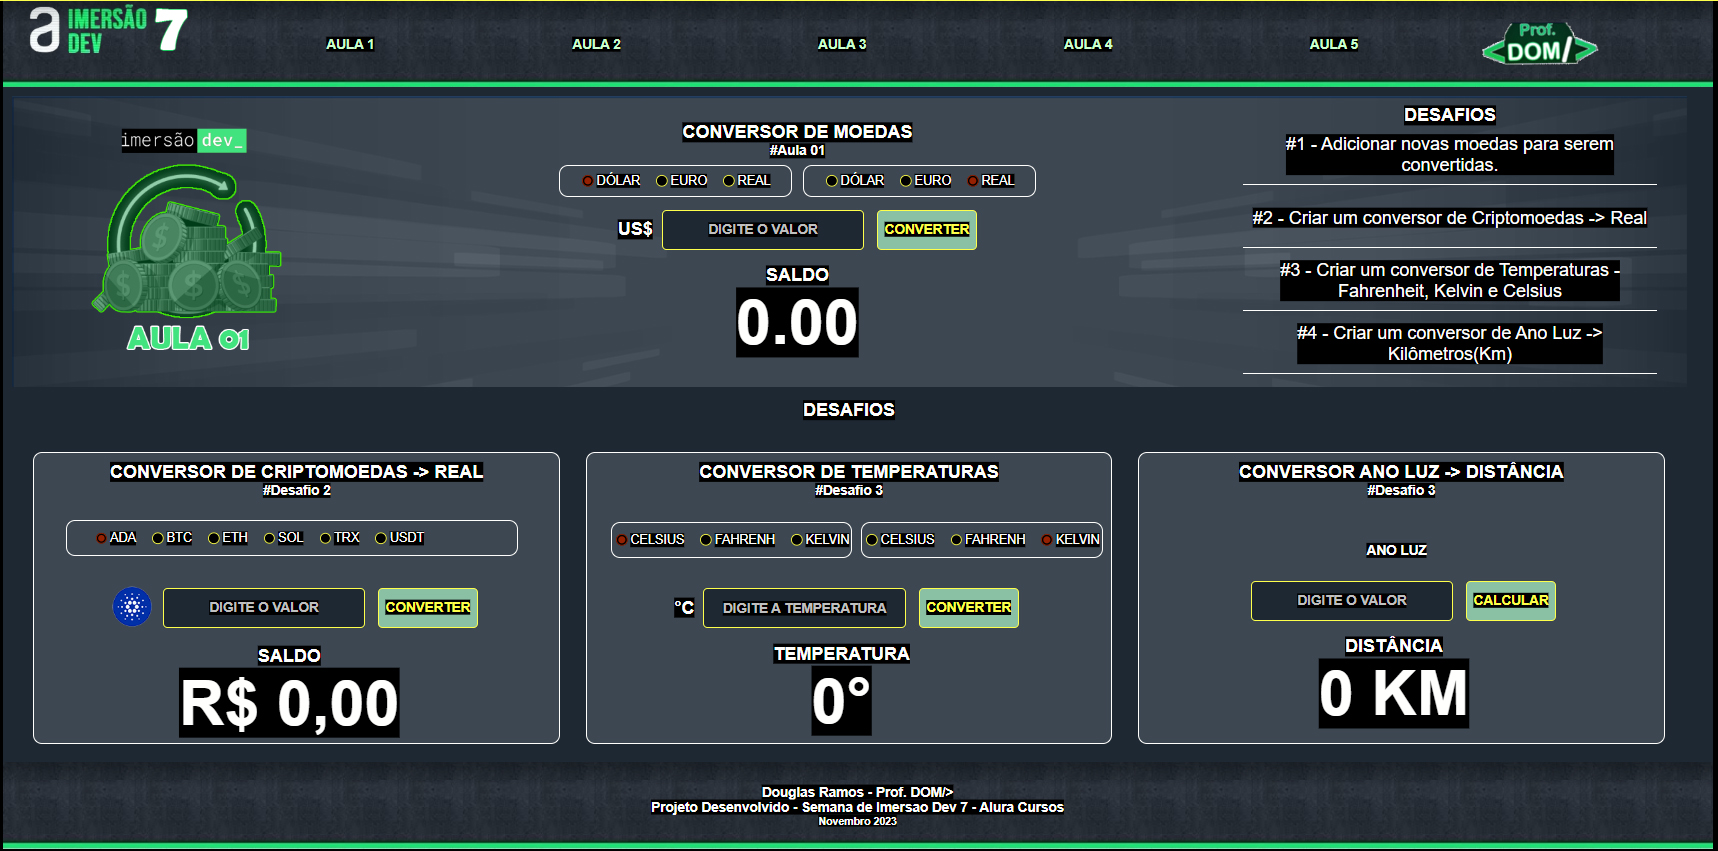 a IMERSÃO DEV 7
AULA 1
AULA 2
AULA 3
AULA 4
AULA 5
Prof.
<DOM/>
imersão dev_
AULA 01
CONVERSOR DE MOEDAS
#Aula 01
DÓLAR EURO REAL
DÓLAR EURO REAL
US$ DIGITE O VALOR CONVERTER
SALDO
0.00
DESAFIOS
#1 - Adicionar novas moedas para serem
convertidas.
#2 - Criar um conversor de Criptomoedas -> Real
#3 - Criar um conversor de Temperaturas -
Fahrenheit, Kelvin e Celsius
#4 - Criar um conversor de Ano Luz ->
Kilômetros(Km)
DESAFIOS
CONVERSOR DE CRIPTOMOEDAS -> REAL
#Desafio 2
ADA BTC ETH SOL TRX USDT
DIGITE O VALOR CONVERTER
SALDO
R$ 0,00
CONVERSOR DE TEMPERATURAS
#Desafio 3
CELSIUS FAHRENH KELVIN
CELSIUS FAHRENH KELVIN
°C DIGITE A TEMPERATURA CONVERTER
TEMPERATURA
0°
CONVERSOR ANO LUZ -> DISTÂNCIA
#Desafio 3
ANO LUZ
DIGITE O VALOR CALCULAR
DISTÂNCIA
0 KM
Douglas Ramos - Prof. DOM/>
Projeto Desenvolvido - Semana de Imersao Dev 7 - Alura Cursos
Novembro 2023